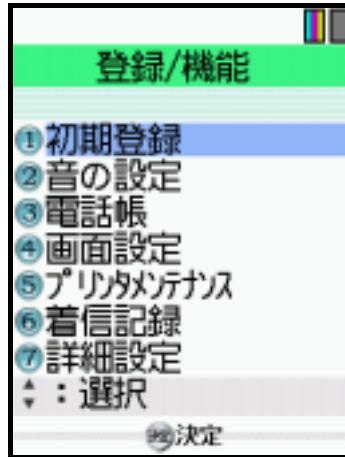 登録/機能
①初期登録
②音の設定
③電話帳
④画面設定
⑤プリンタメンテナンス
⑥着信記録
⑦詳細設定
：選択
決定